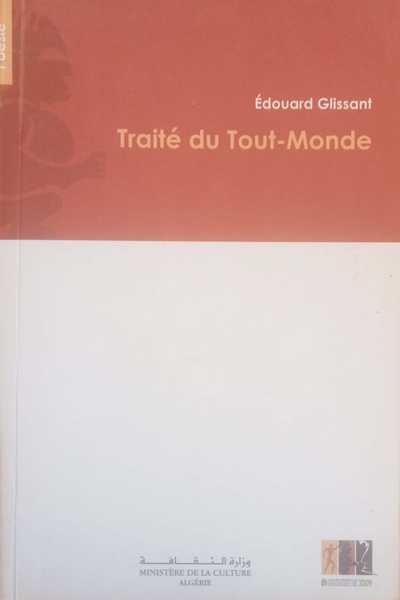 Poésie
Édouard Glissant
Traité du Tout-Monde
وزارة الثقافة
MINISTÈRE DE LA CULTURE
ALGÉRIE